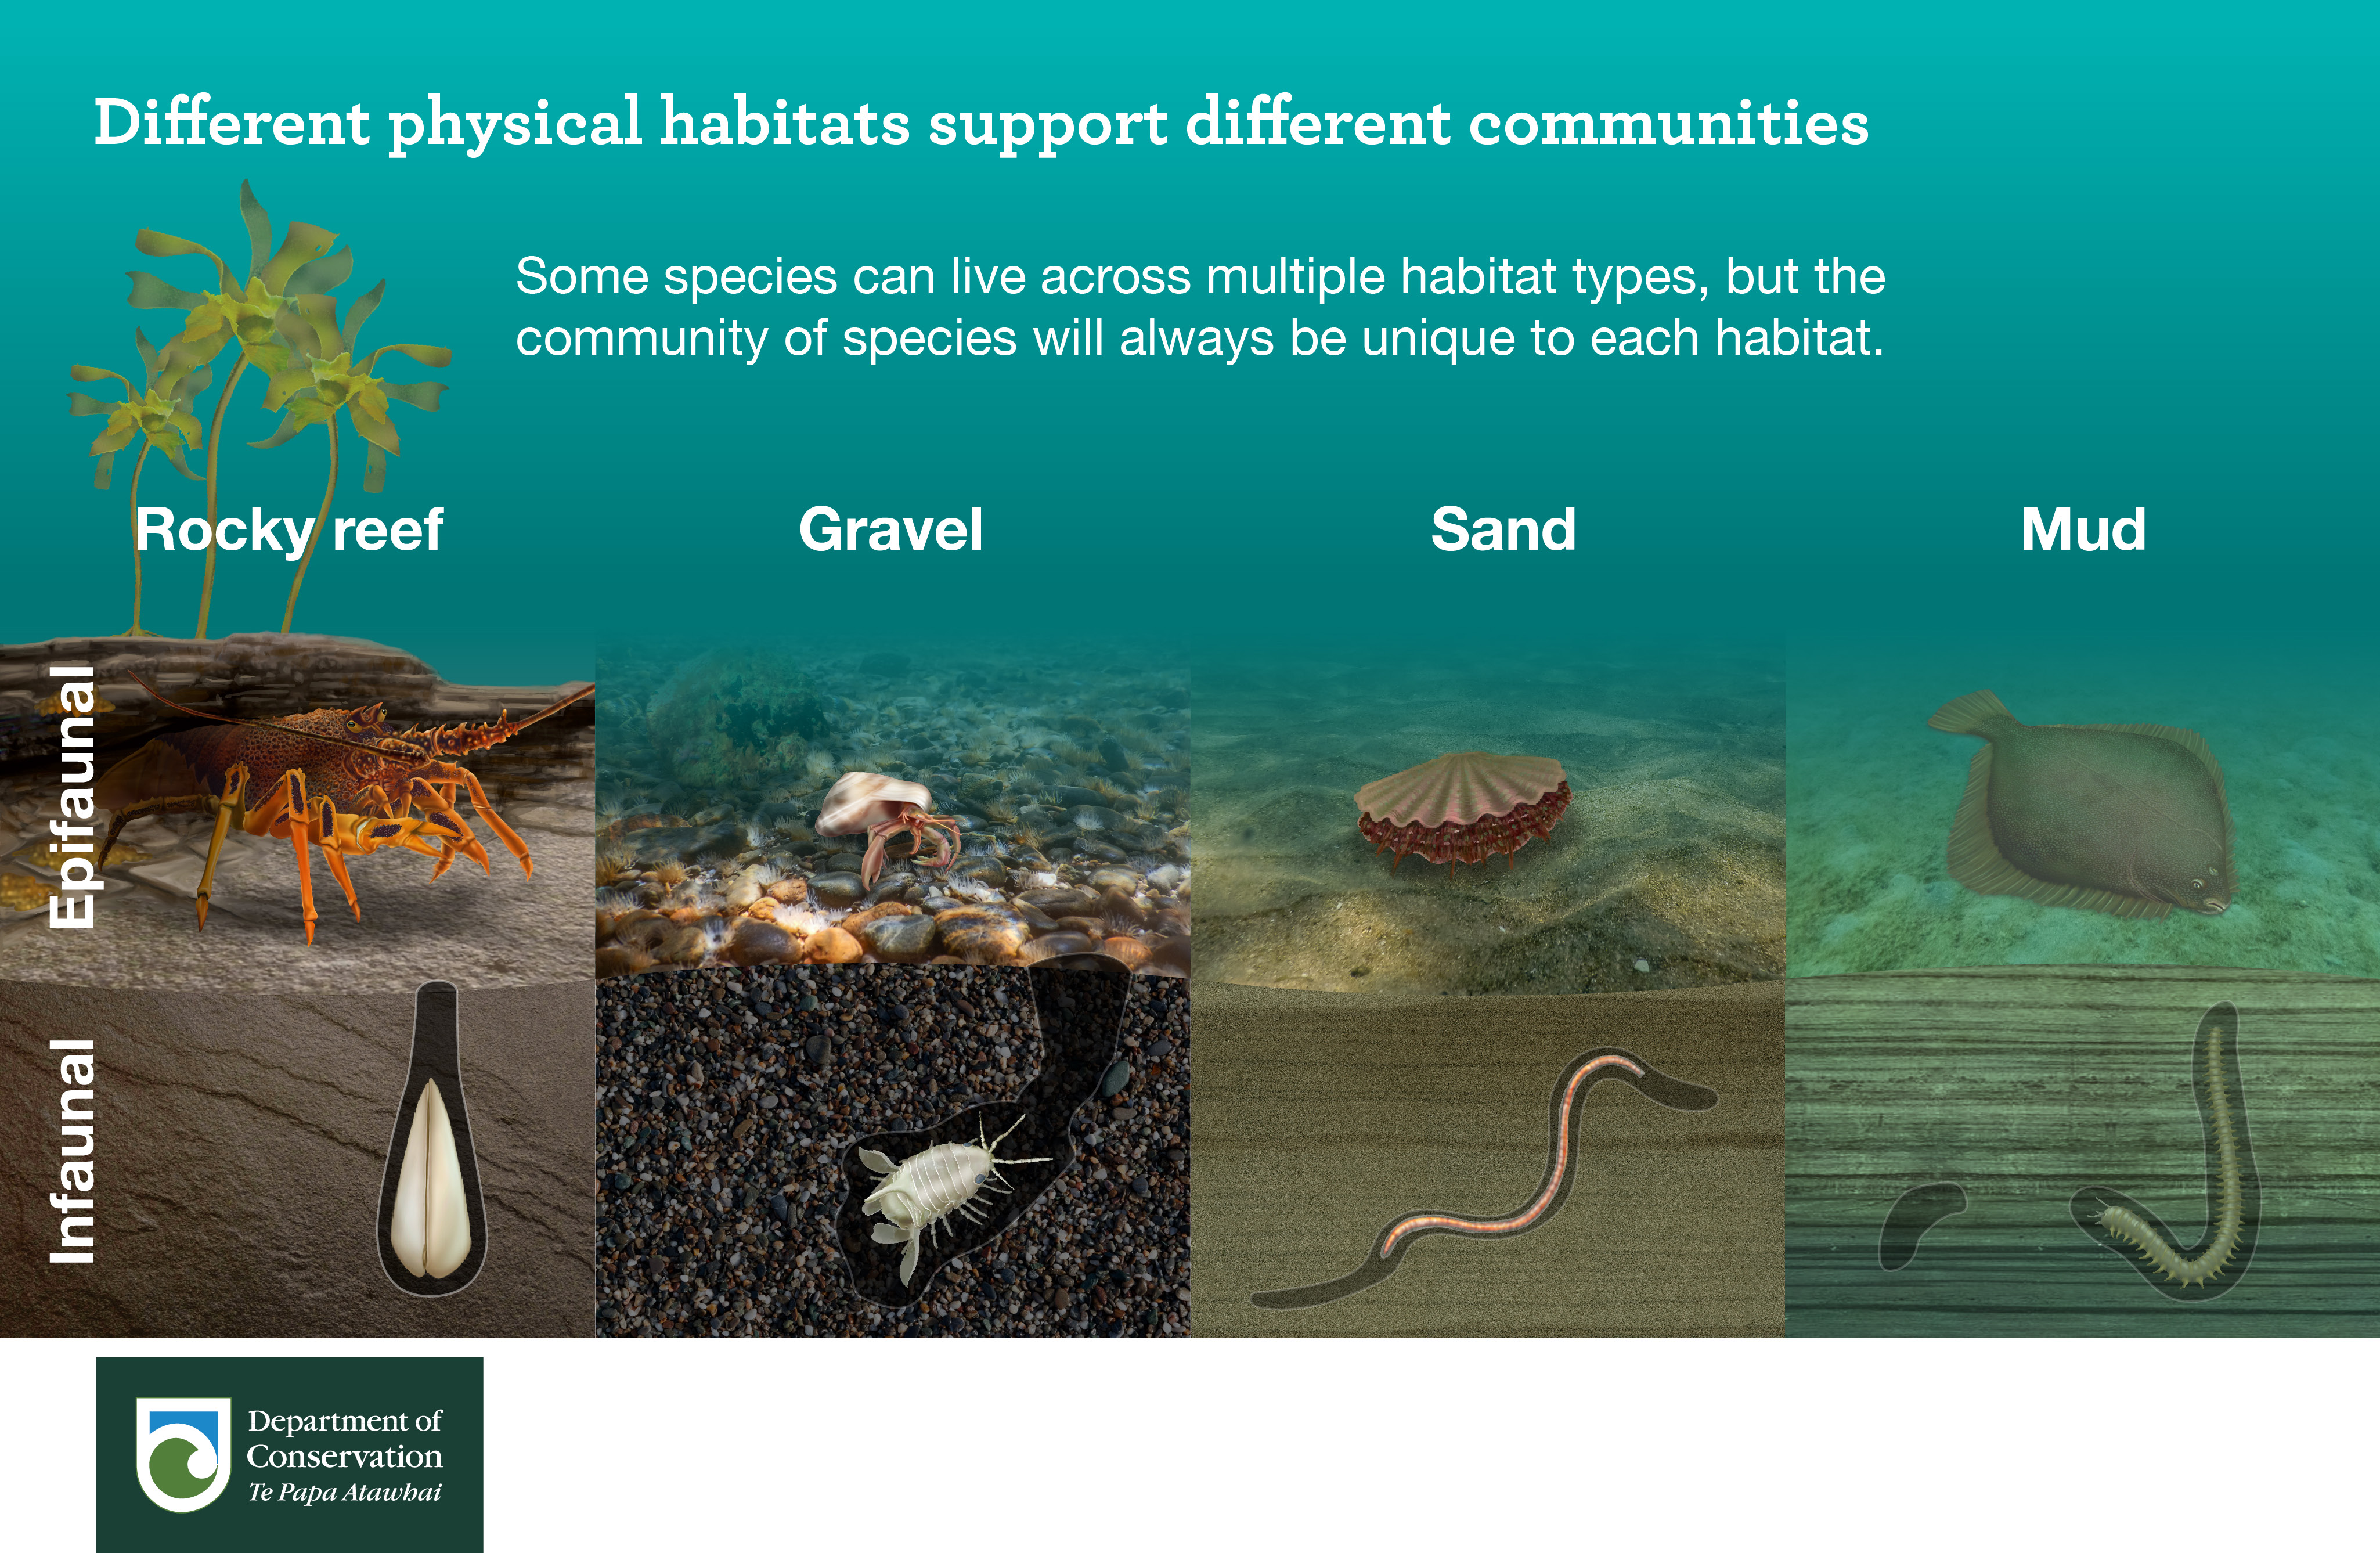 Different physical habitats support different communities
Some species can live across multiple habitat types, but the
community of species will always be unique to each habitat.
Rocky reef
Gravel
Sand
Mud
Epifaunal
Infaunal
Department of
Conservation
Te Papa Atawhai